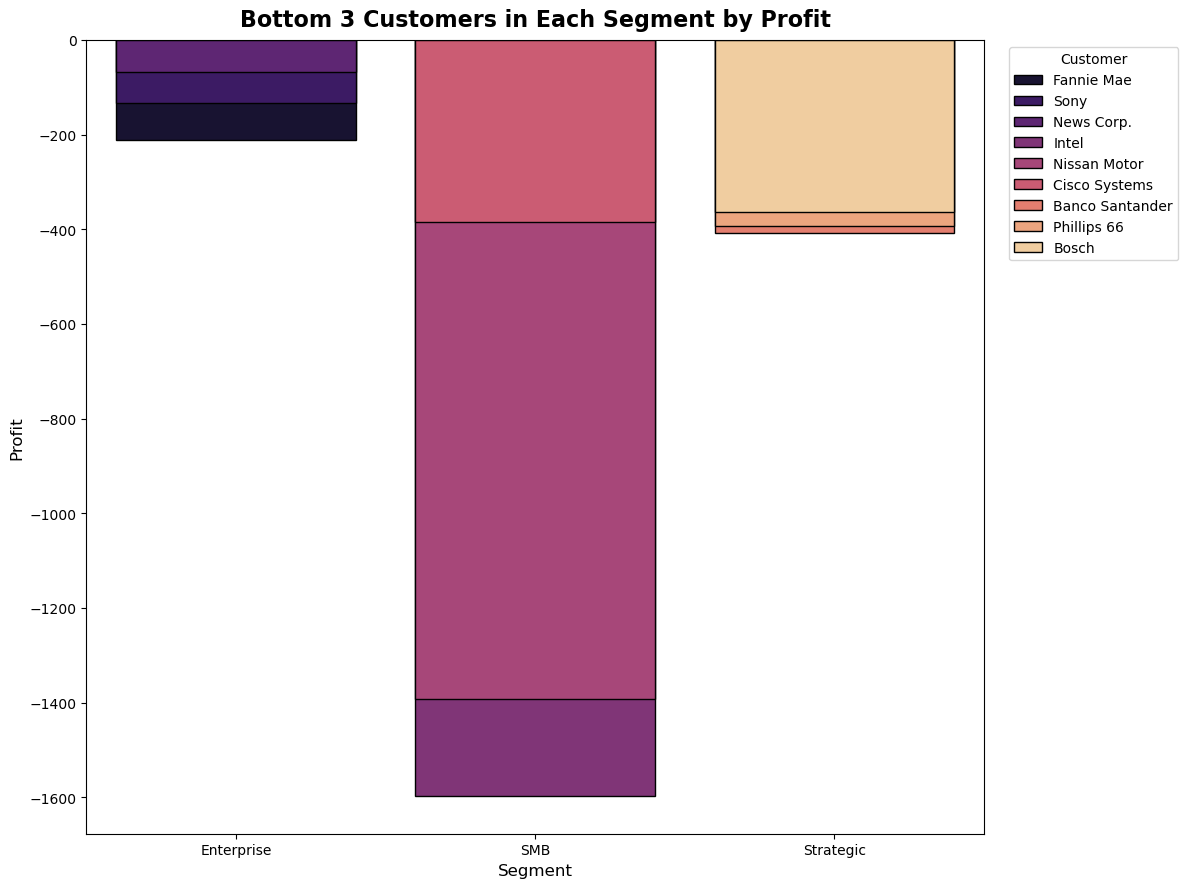 Bottom 3 Customers in Each Segment by Profit
Profit
0
−200
−400
−600
−800
−1000
−1200
−1400
−1600
Enterprise
SMB
Strategic
Segment
Customer
Fannie Mae
Sony
News Corp.
Intel
Nissan Motor
Cisco Systems
Banco Santander
Phillips 66
Bosch